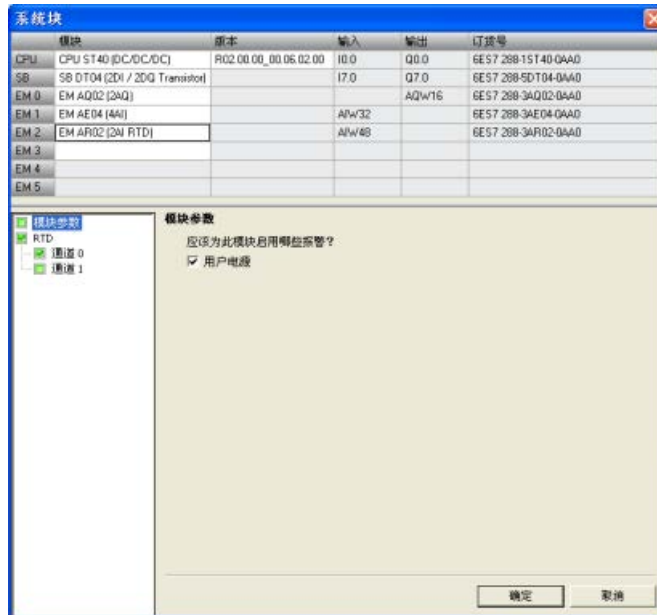 系统块
模块 版本 输入 输出 订货号
CPU CPU ST40 (DC/DC/DC) R02.00.00_00.06.02.00 I0.0 Q0.0 6ES7 288-1ST40-0AA0
SB SB DT04 (2DI / 2DQ Transistor) I7.0 Q7.0 6ES7 288-5DT04-0AA0
EM 0 EM AQ02 (2AQ) AQW16 6ES7 288-3AQ02-0AA0
EM 1 EM AE04 (4AI) AIW32 6ES7 288-3AE04-0AA0
EM 2 EM AR02 (2AI RTD) AIW48 6ES7 288-3AR02-0AA0
EM 3
EM 4
EM 5
模块参数
RTD
通道 0
通道 1
模块参数
应该为此模块启用哪些报警?
用户电源
确定 取消